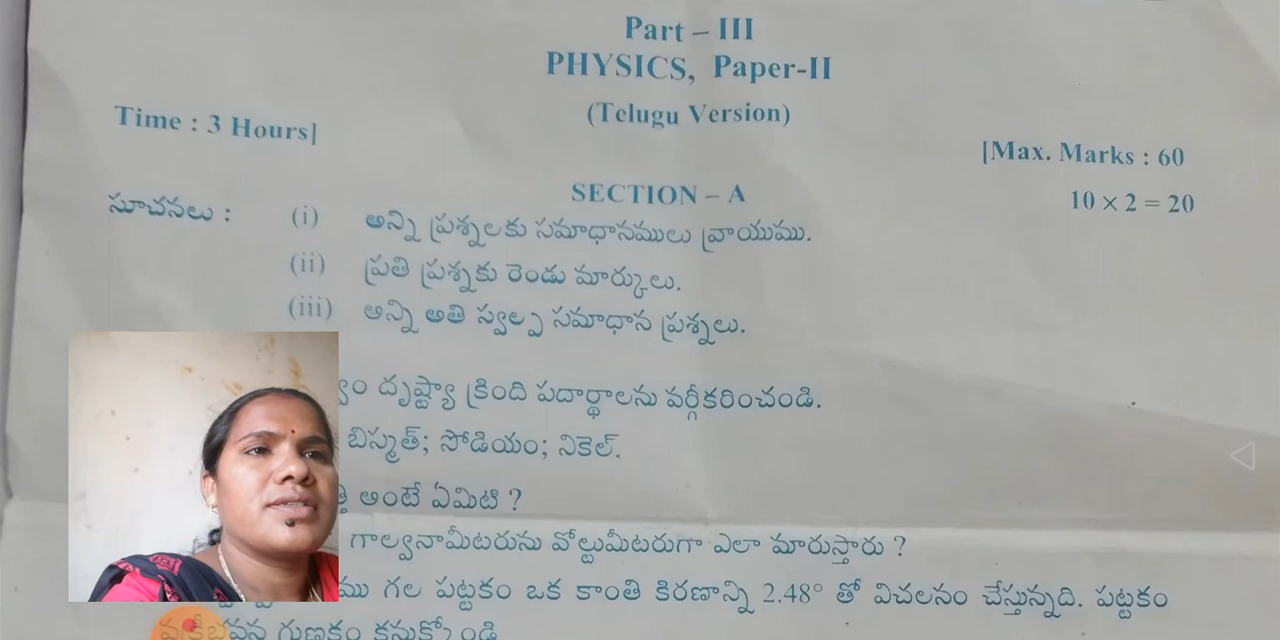 Part – III
PHYSICS, Paper-II
(Telugu Version)
Time : 3 Hours]
[Max. Marks : 60
SECTION – A
10 × 2 = 20
సూచనలు : (i) అన్ని ప్రశ్నలకు సమాధానములు వ్రాయుము.
(ii) ప్రతి ప్రశ్నకు రెండు మార్కులు.
(iii) అన్ని అతి స్వల్ప సమాధాన ప్రశ్నలు.
దృష్ట్యా క్రింది పదార్థాలను వర్గీకరించండి.
బిస్మత్; సోడియం; నికెల్.
అంటే ఏమిటి ?
గాల్వనామీటరును వోల్టుమీటరుగా ఎలా మారుస్తారు ?
గల పట్టకం ఒక కాంతి కిరణాన్ని 2.48° తో విచలనం చేస్తున్నది. పట్టకం
గుణకం కనుక్కోండి